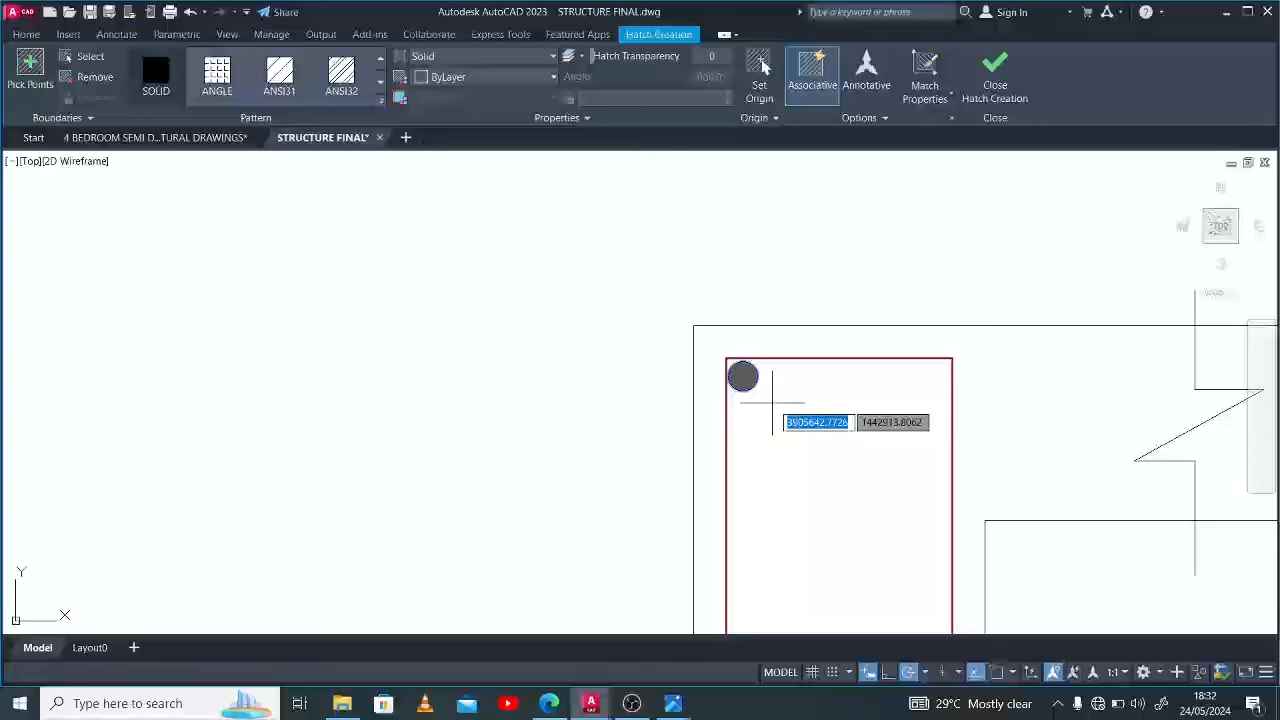 CAD
Share
Autodesk AutoCAD 2023 STRUCTURE FINAL.dwg
Type a keyword or phrase
Sign In
Home Insert Annotate Parametric View Manage Output Add-ins Collaborate Express Tools Featured Apps Hatch Creation
Pick Points
Select
Remove
SOLID
ANGLE
ANSI31
ANSI32
Solid
ByLayer
Hatch Transparency 0
Angle
Set Origin
Associative
Annotative
Match Properties
Close Hatch Creation
Boundaries Pattern Properties Origin Options Close
Start 4 BEDROOM SEMI D...TURAL DRAWINGS* STRUCTURE FINAL*
[−][Top][2D Wireframe]
TOP
3905642.7726 1442913.8062
Y
X
Model Layout0
MODEL 1:1
Type here to search
29°C Mostly clear
18:32
24/05/2024